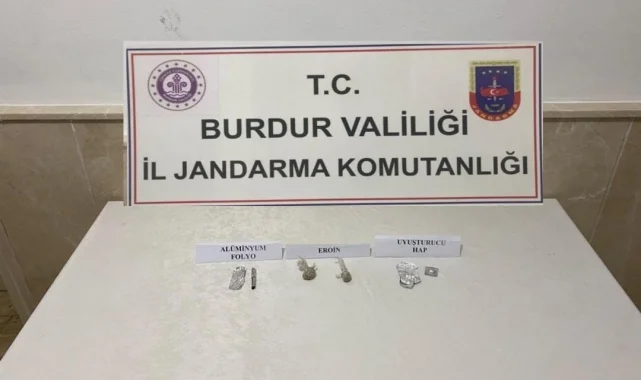 T.C.
BURDUR VALİLİĞİ
İL JANDARMA KOMUTANLIĞI
ALÜMİNYUM
FOLYO
EROİN
UYUŞTURUCU
HAP